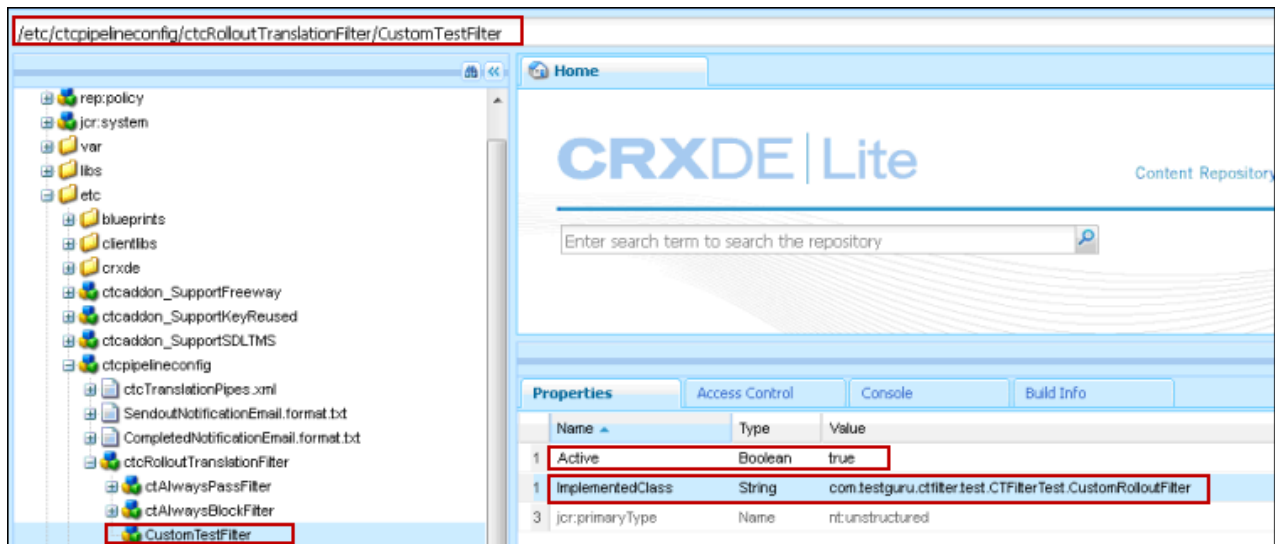 /etc/ctcpipelineconfig/ctcRolloutTranslationFilter/CustomTestFilter
rep:policy
jcr:system
var
libs
etc
blueprints
clientlibs
crxde
ctcaddon_SupportFreeway
ctcaddon_SupportKeyReused
ctcaddon_SupportSDLTMS
ctcpipelineconfig
ctcTranslationPipes.xml
SendoutNotificationEmail.format.txt
CompletedNotificationEmail.format.txt
ctcRolloutTranslationFilter
ctAlwaysPassFilter
ctAlwaysBlockFilter
CustomTestFilter
Home
CRXDE Lite
Content Repository
Enter search term to search the repository
Properties Access Control Console Build Info
Name Type Value
1 Active Boolean true
1 ImplementedClass String com.testguru.ctfilter.test.CTFilterTest.CustomRolloutFilter
3 jcr:primaryType Name nt:unstructured